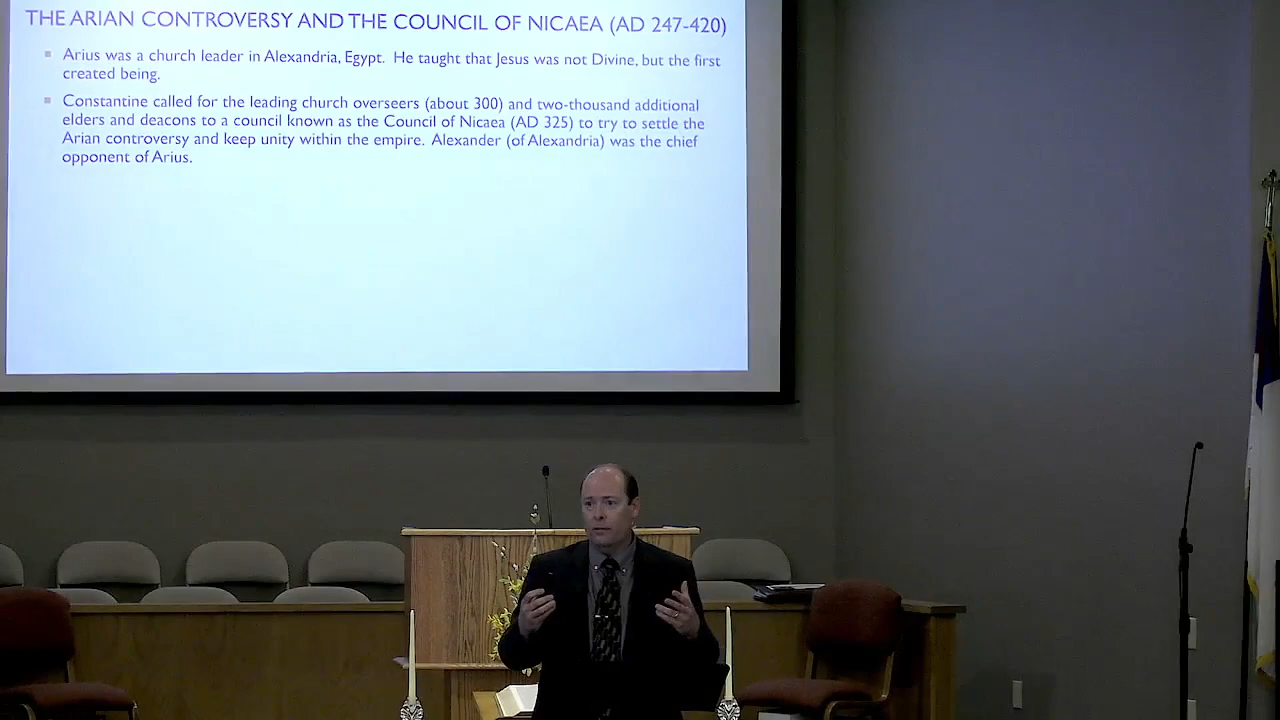 THE ARIAN CONTROVERSY AND THE COUNCIL OF NICAEA (AD 247-420)
Arius was a church leader in Alexandria, Egypt. He taught that Jesus was not Divine, but the first
created being.
Constantine called for the leading church overseers (about 300) and two-thousand additional
elders and deacons to a council known as the Council of Nicaea (AD 325) to try to settle the
Arian controversy and keep unity within the empire. Alexander (of Alexandria) was the chief
opponent of Arius.